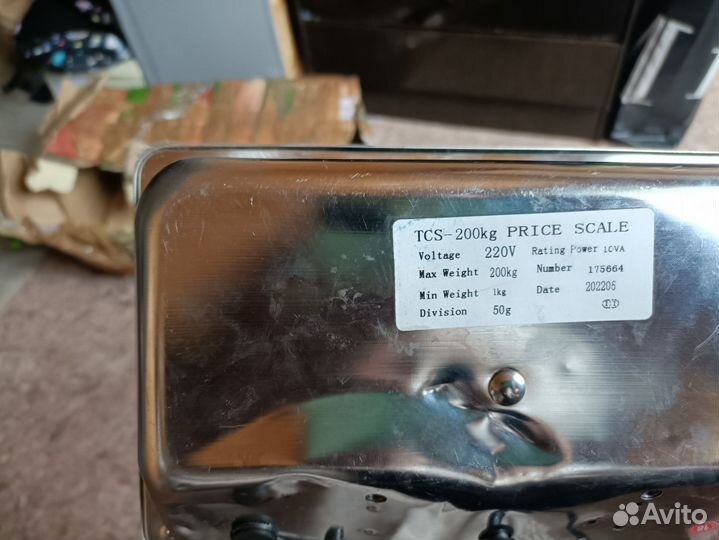 TCS-200kg PRICE SCALE
Voltage 220V Rating Power 10VA
Max Weight 200kg Number 175664
Min Weight 1kg Date 202206
Division 50g
Avito